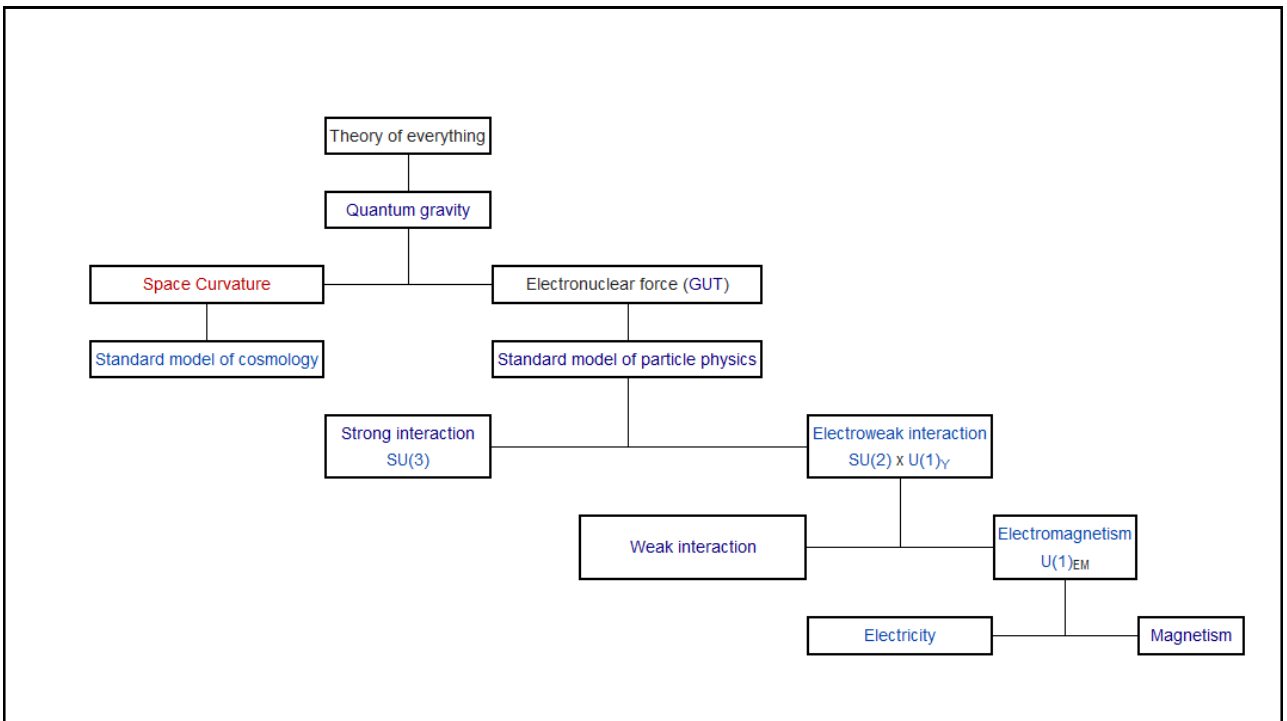 Theory of everything
Quantum gravity
Space Curvature
Electronuclear force (GUT)
Standard model of cosmology
Standard model of particle physics
Strong interaction
SU(3)
Electroweak interaction
SU(2) x U(1)Y
Weak interaction
Electromagnetism
U(1)EM
Electricity
Magnetism